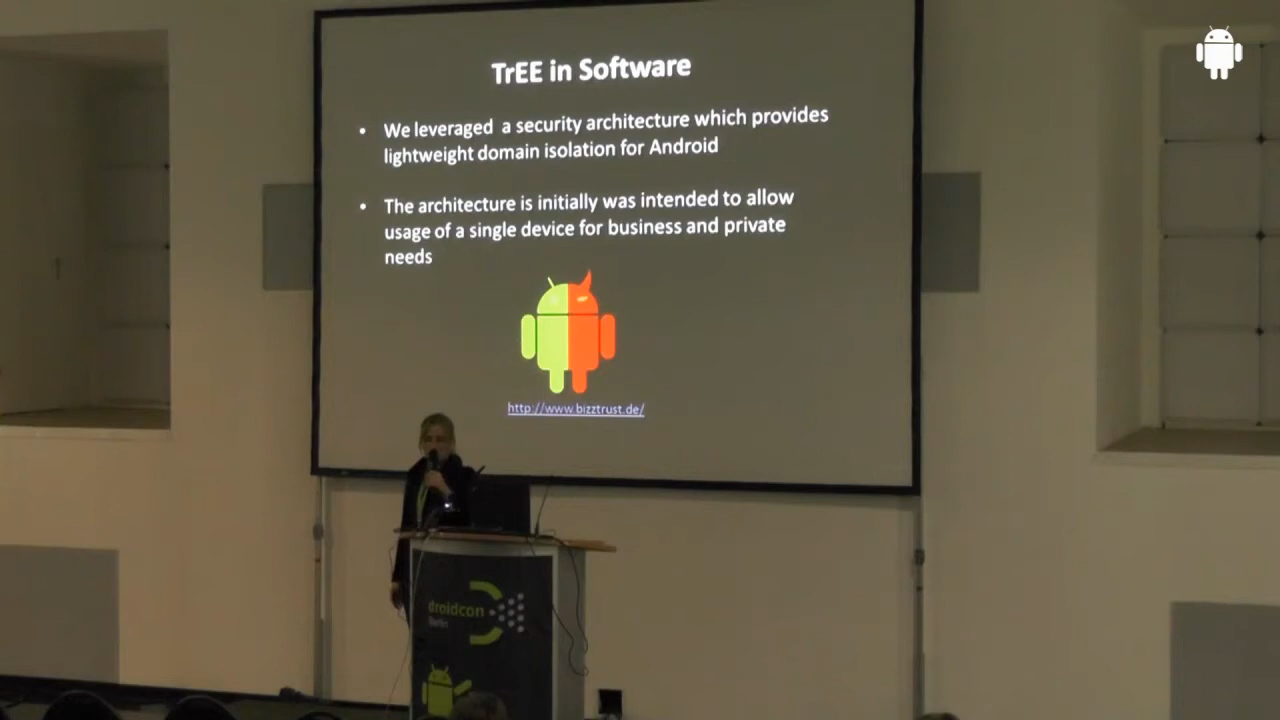 TrEE in Software
• We leveraged a security architecture which provides
lightweight domain isolation for Android
• The architecture is initially was intended to allow
usage of a single device for business and private
needs
http://www.bizztrust.de/
droidcon
Berlin